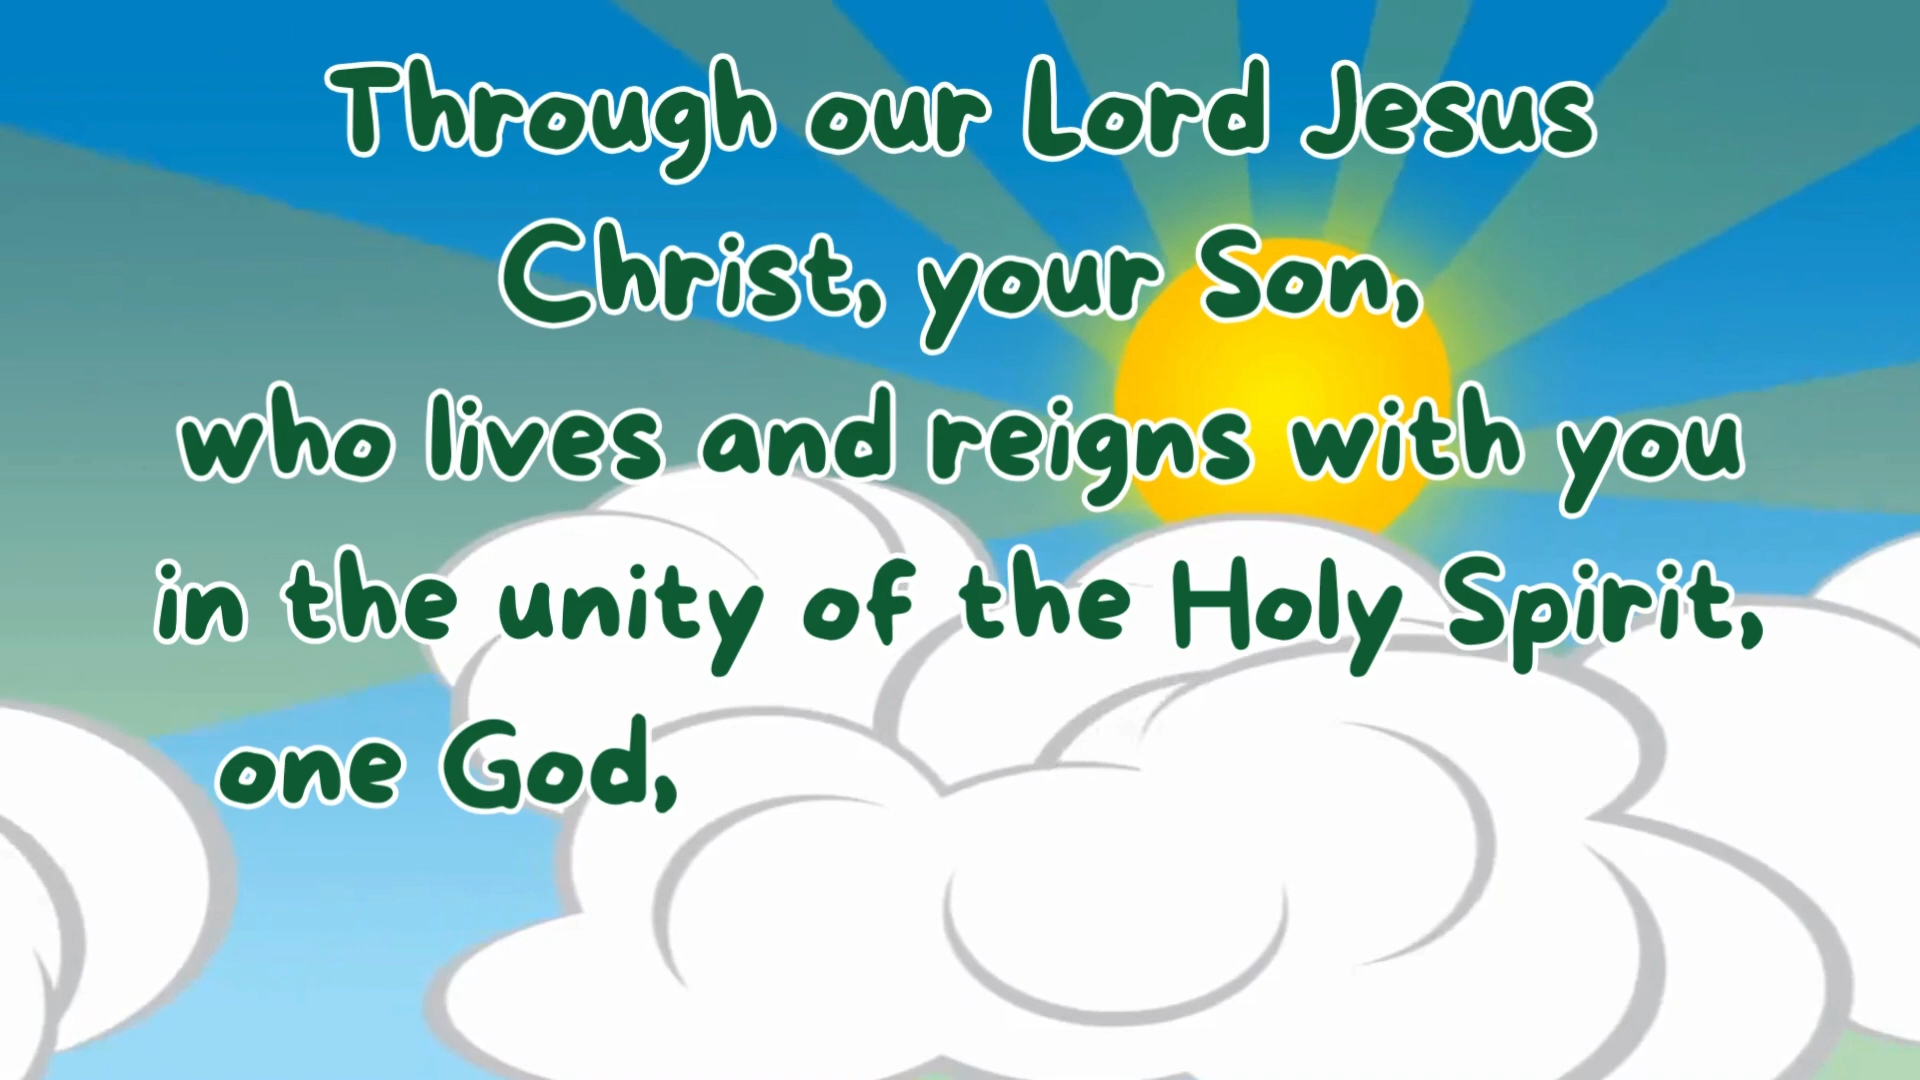 Through our Lord Jesus
Christ, your Son,
who lives and reigns with you
in the unity of the Holy Spirit,
one God,